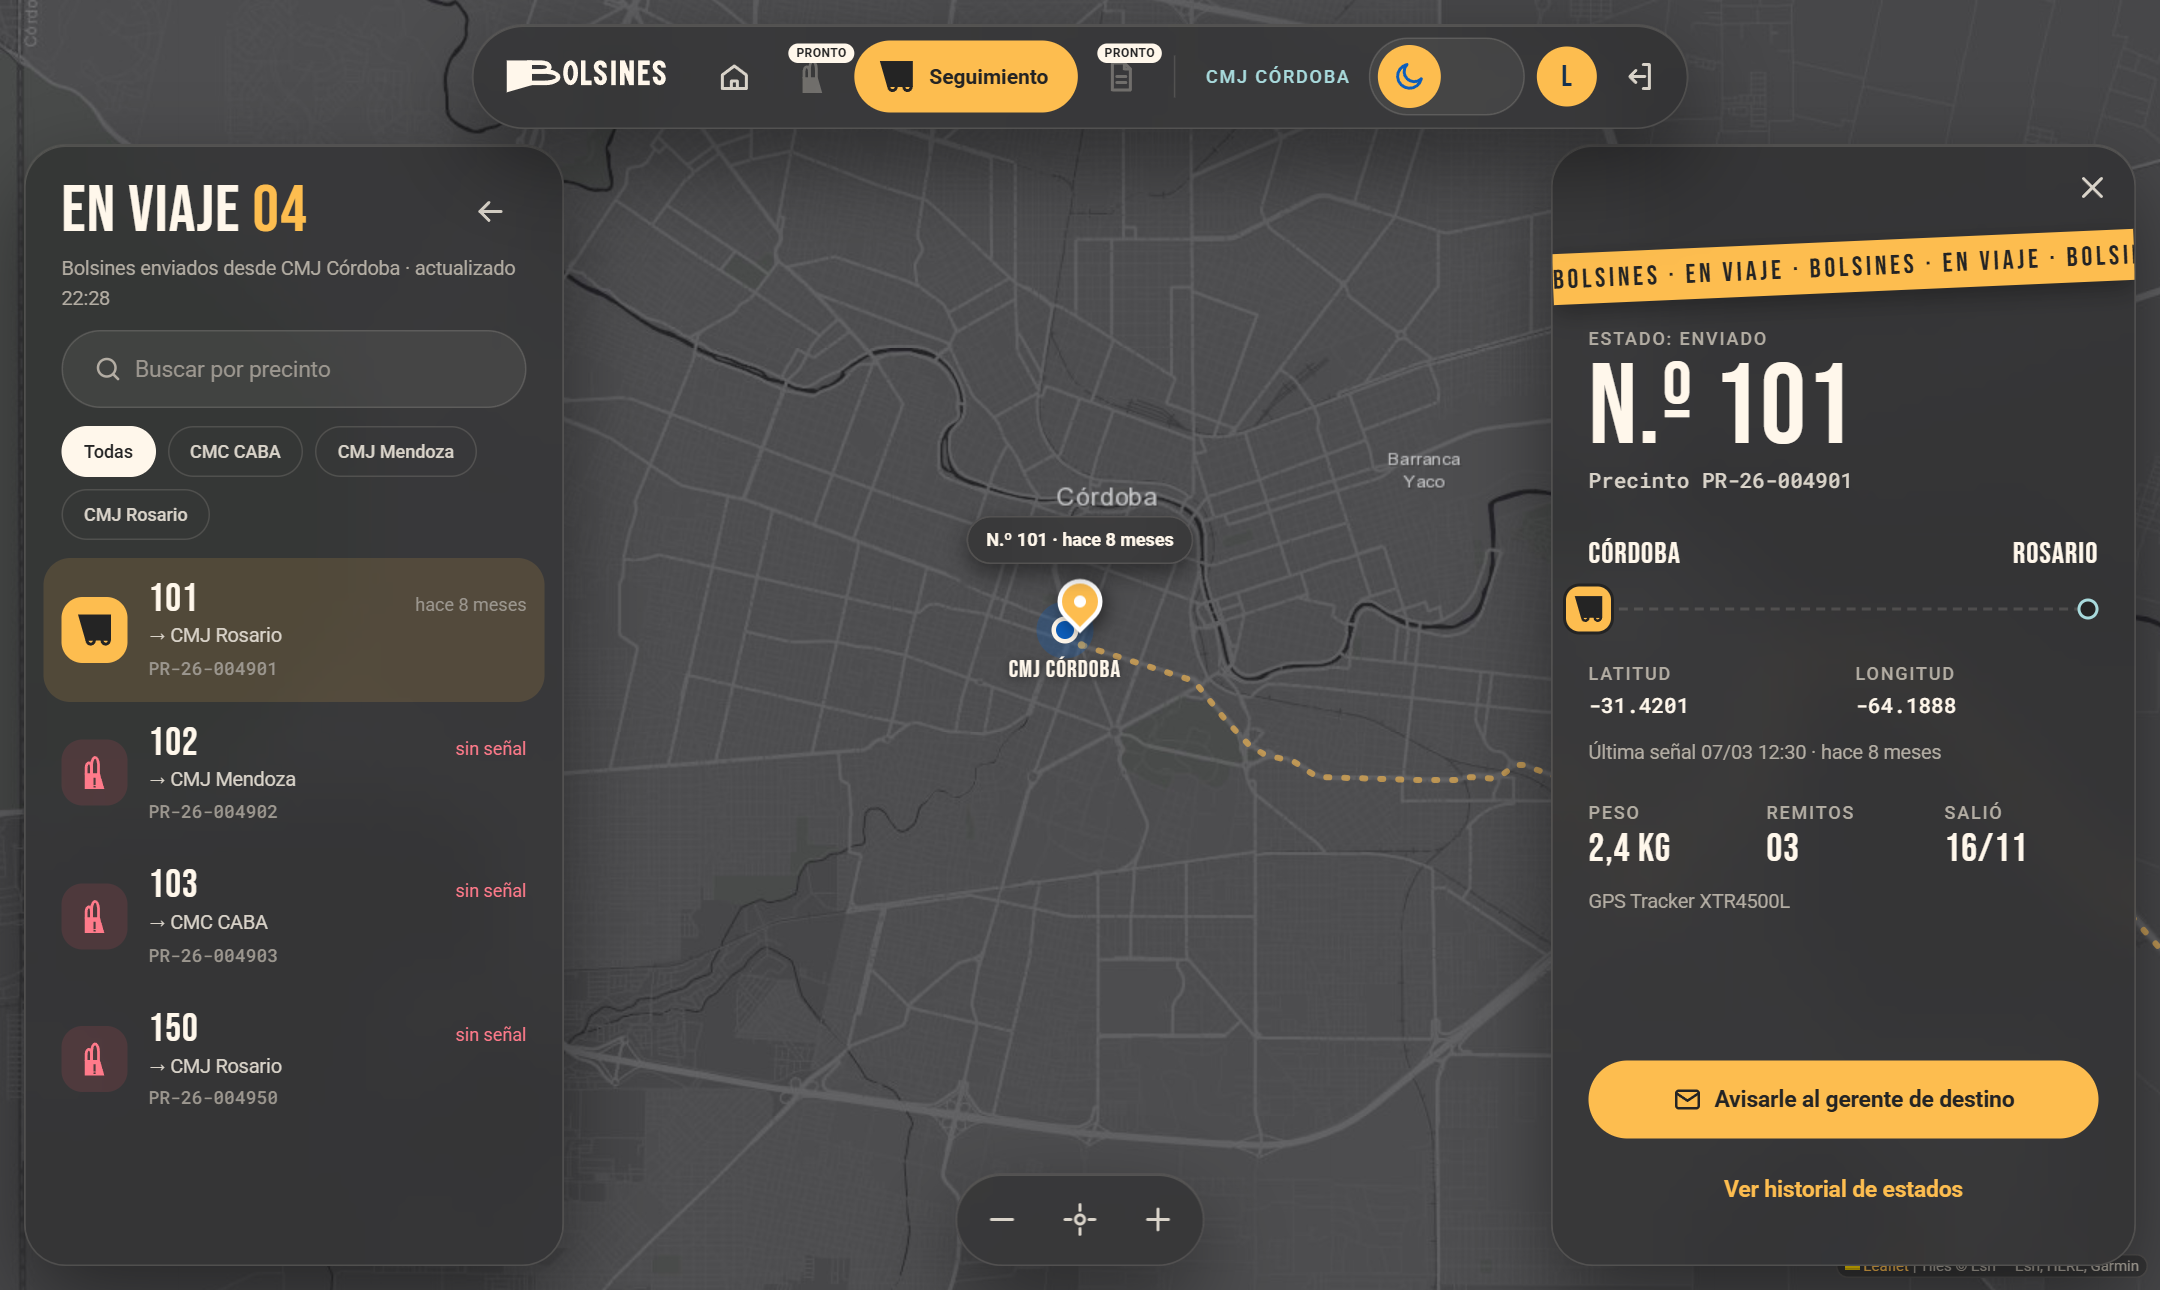 BOLSINES
PRONTO
Seguimiento
PRONTO
CMJ CÓRDOBA
L
EN VIAJE 04
Bolsines enviados desde CMJ Córdoba · actualizado
22:28
Buscar por precinto
Todas
CMC CABA
CMJ Mendoza
CMJ Rosario
101
hace 8 meses
→ CMJ Rosario
PR-26-004901
102
sin señal
→ CMJ Mendoza
PR-26-004902
103
sin señal
→ CMC CABA
PR-26-004903
150
sin señal
→ CMJ Rosario
PR-26-004950
Córdoba
Barranca
Yaco
N.º 101 · hace 8 meses
CMJ CÓRDOBA
BOLSINES · EN VIAJE · BOLSINES · EN VIAJE · BOLSI
ESTADO: ENVIADO
N.º 101
Precinto PR-26-004901
CÓRDOBA
ROSARIO
LATITUD
LONGITUD
-31.4201
-64.1888
Última señal 07/03 12:30 · hace 8 meses
PESO
REMITOS
SALIÓ
2,4 KG
03
16/11
GPS Tracker XTR4500L
Avisarle al gerente de destino
Ver historial de estados
Leaflet | Tiles © Esri — Esri, HERE, Garmin